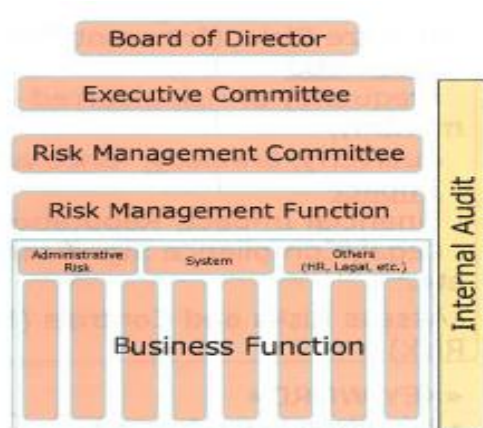 Board of Director
Executive Committee
Risk Management Committee
Risk Management Function
Administrative
Risk
System
Others
(HR, Legal, etc.)
Business Function
Internal Audit